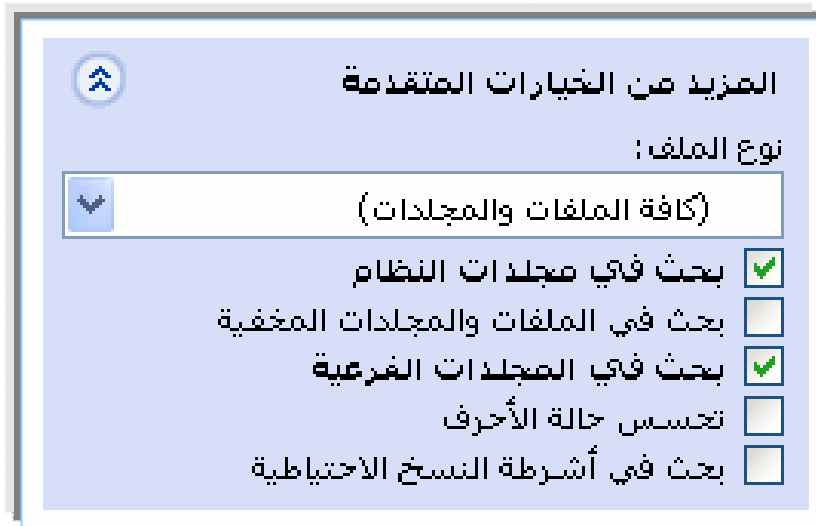 المزيد من الخيارات المتقدمة
نوع الملف:
(كافة الملفات والمجلدات)
بحث في مجلدات النظام
بحث في الملفات والمجلدات المخفية
بحث في المجلدات الفرعية
تحسس حالة الأحرف
بحث في أشرطة النسخ الاحتياطية